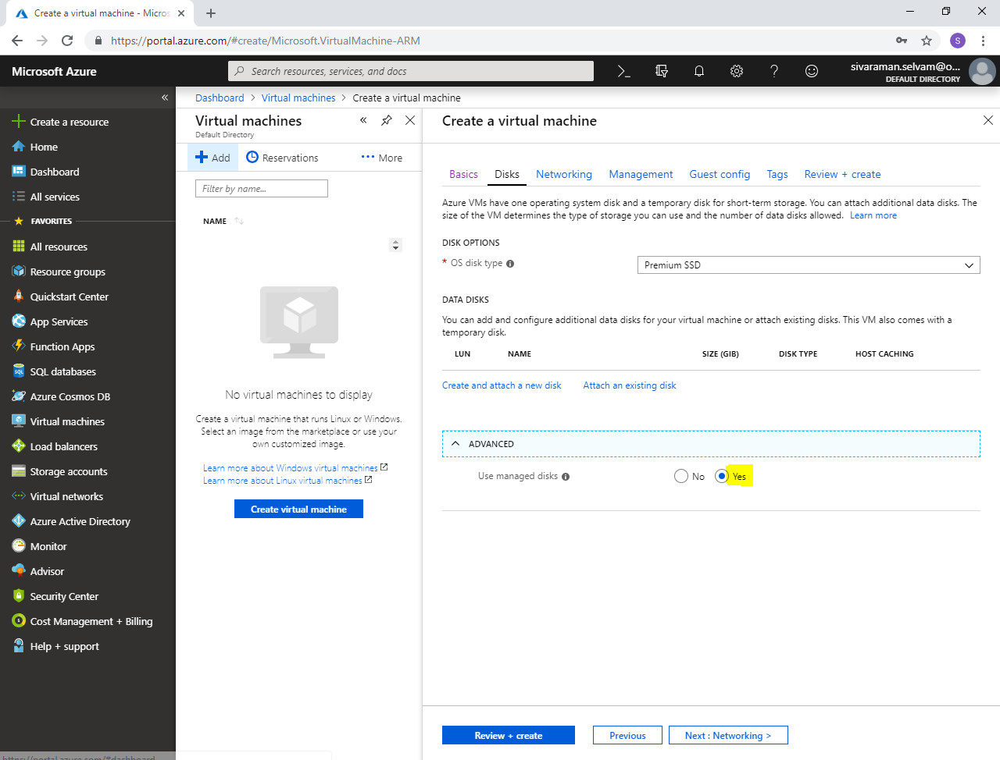 Create a virtual machine - Micros
https://portal.azure.com/#create/Microsoft.VirtualMachine-ARM
S
Microsoft Azure
Search resources, services, and docs
sivaraman.selvam@o...
DEFAULT DIRECTORY
Create a resource
Home
Dashboard
All services
FAVORITES
All resources
Resource groups
Quickstart Center
App Services
Function Apps
SQL databases
Azure Cosmos DB
Virtual machines
Load balancers
Storage accounts
Virtual networks
Azure Active Directory
Monitor
Advisor
Security Center
Cost Management + Billing
Help + support
https://portal.azure.com/#dashboard
Dashboard > Virtual machines > Create a virtual machine
Virtual machines
Default Directory
Add
Reservations
More
Filter by name...
NAME
No virtual machines to display
Create a virtual machine that runs Linux or Windows.
Select an image from the marketplace or use your
own customized image.
Learn more about Windows virtual machines
Learn more about Linux virtual machines
Create virtual machine
Create a virtual machine
Basics Disks Networking Management Guest config Tags Review + create
Azure VMs have one operating system disk and a temporary disk for short-term storage. You can attach additional data disks. The
size of the VM determines the type of storage you can use and the number of data disks allowed. Learn more
DISK OPTIONS
* OS disk type
Premium SSD
DATA DISKS
You can add and configure additional data disks for your virtual machine or attach existing disks. This VM also comes with a
temporary disk.
LUN NAME SIZE (GIB) DISK TYPE HOST CACHING
Create and attach a new disk Attach an existing disk
ADVANCED
Use managed disks No Yes
Review + create Previous Next : Networking >